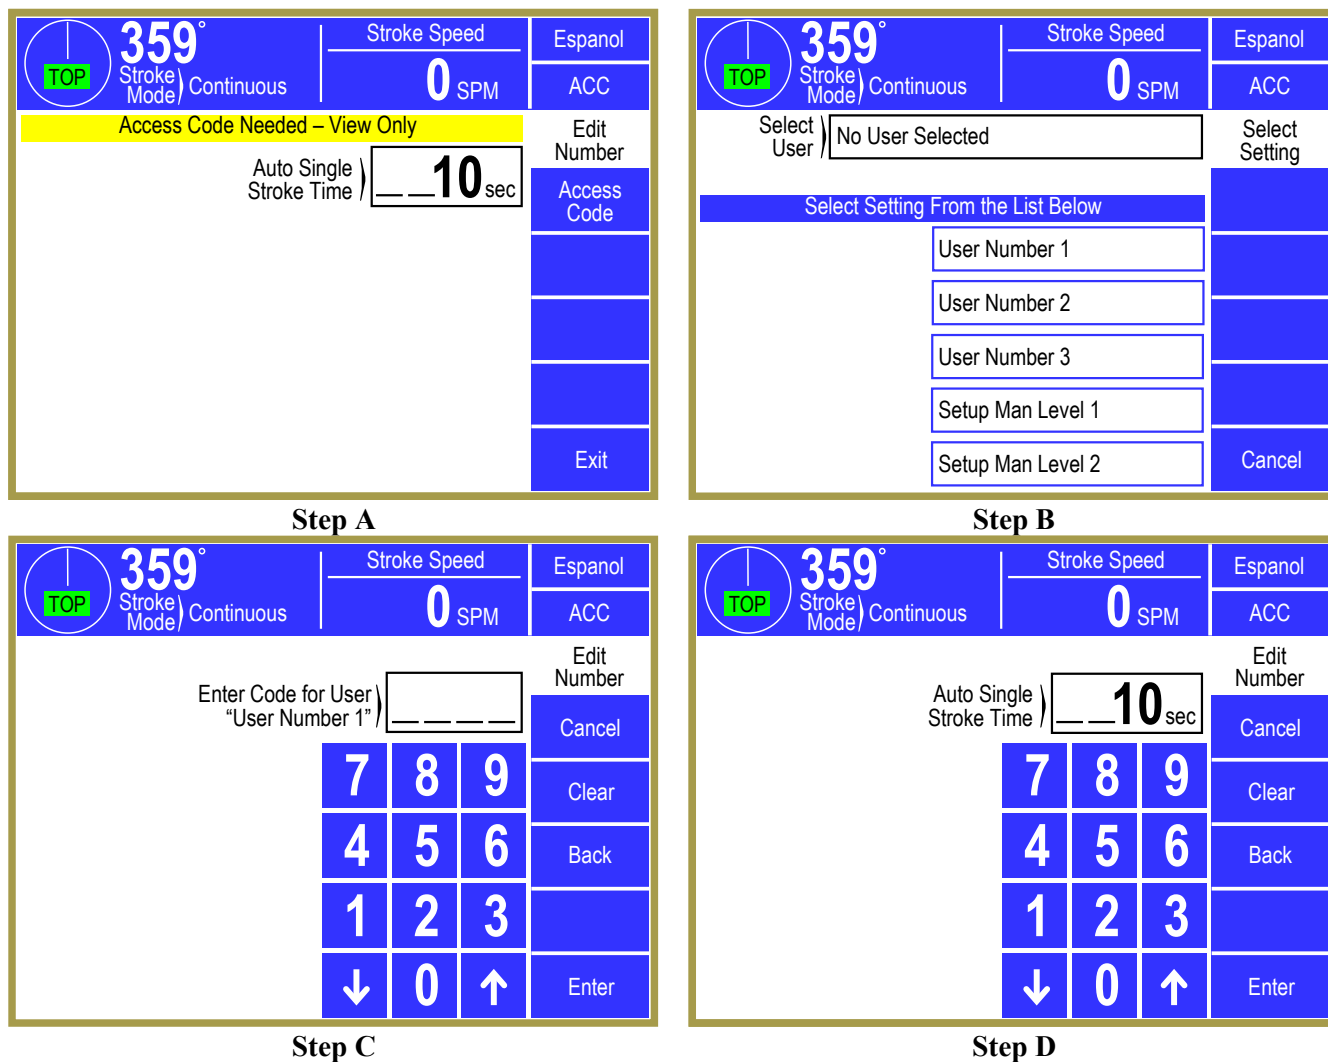 359°
Stroke Mode) Continuous
TOP
Stroke Speed
0 SPM
Espanol
ACC
Access Code Needed – View Only
Auto Single
Stroke Time
__10 sec
Edit
Number
Access
Code
Exit
Step A
359°
Stroke Mode) Continuous
TOP
Stroke Speed
0 SPM
Espanol
ACC
Select
User
No User Selected
Select Setting From the List Below
User Number 1
User Number 2
User Number 3
Setup Man Level 1
Setup Man Level 2
Select
Setting
Cancel
Step B
359°
Stroke Mode) Continuous
TOP
Stroke Speed
0 SPM
Espanol
ACC
Enter Code for User
“User Number 1”
____
7 8 9
4 5 6
1 2 3
↓ 0 ↑
Edit
Number
Cancel
Clear
Back
Enter
Step C
359°
Stroke Mode) Continuous
TOP
Stroke Speed
0 SPM
Espanol
ACC
Auto Single
Stroke Time
__10 sec
7 8 9
4 5 6
1 2 3
↓ 0 ↑
Edit
Number
Cancel
Clear
Back
Enter
Step D